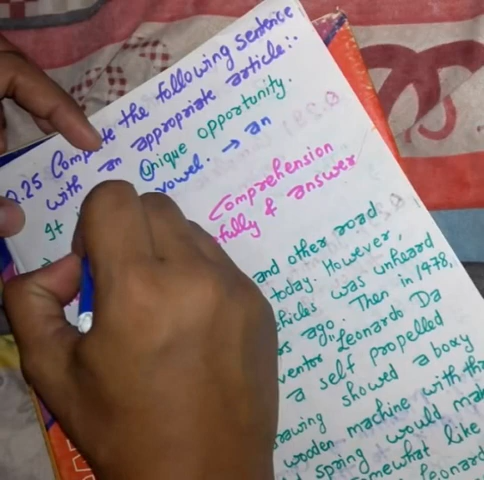 Q.25 Complete the following sentence
with an appropriate article:.
It Unique opportunity.
vowel. → an
Comprehension
fully & answer
and other road
today. However,
hicles was unheard
s ago. Then in 1478,
ventor "Leonardo Da
a self propelled
rawing showed a boxy
wooden machine with th
spring would mak
omewhat like
Leonard